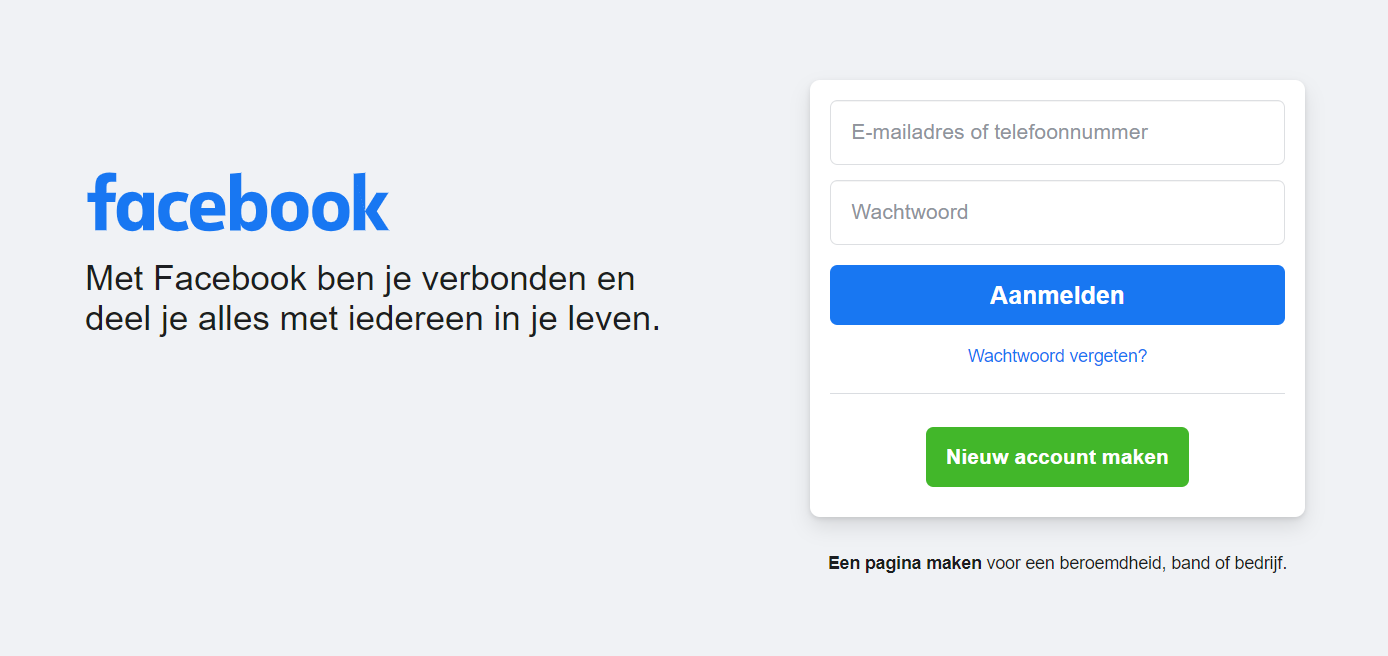 facebook
Met Facebook ben je verbonden en
deel je alles met iedereen in je leven.
E-mailadres of telefoonnummer
Wachtwoord
Aanmelden
Wachtwoord vergeten?
Nieuw account maken
Een pagina maken voor een beroemdheid, band of bedrijf.